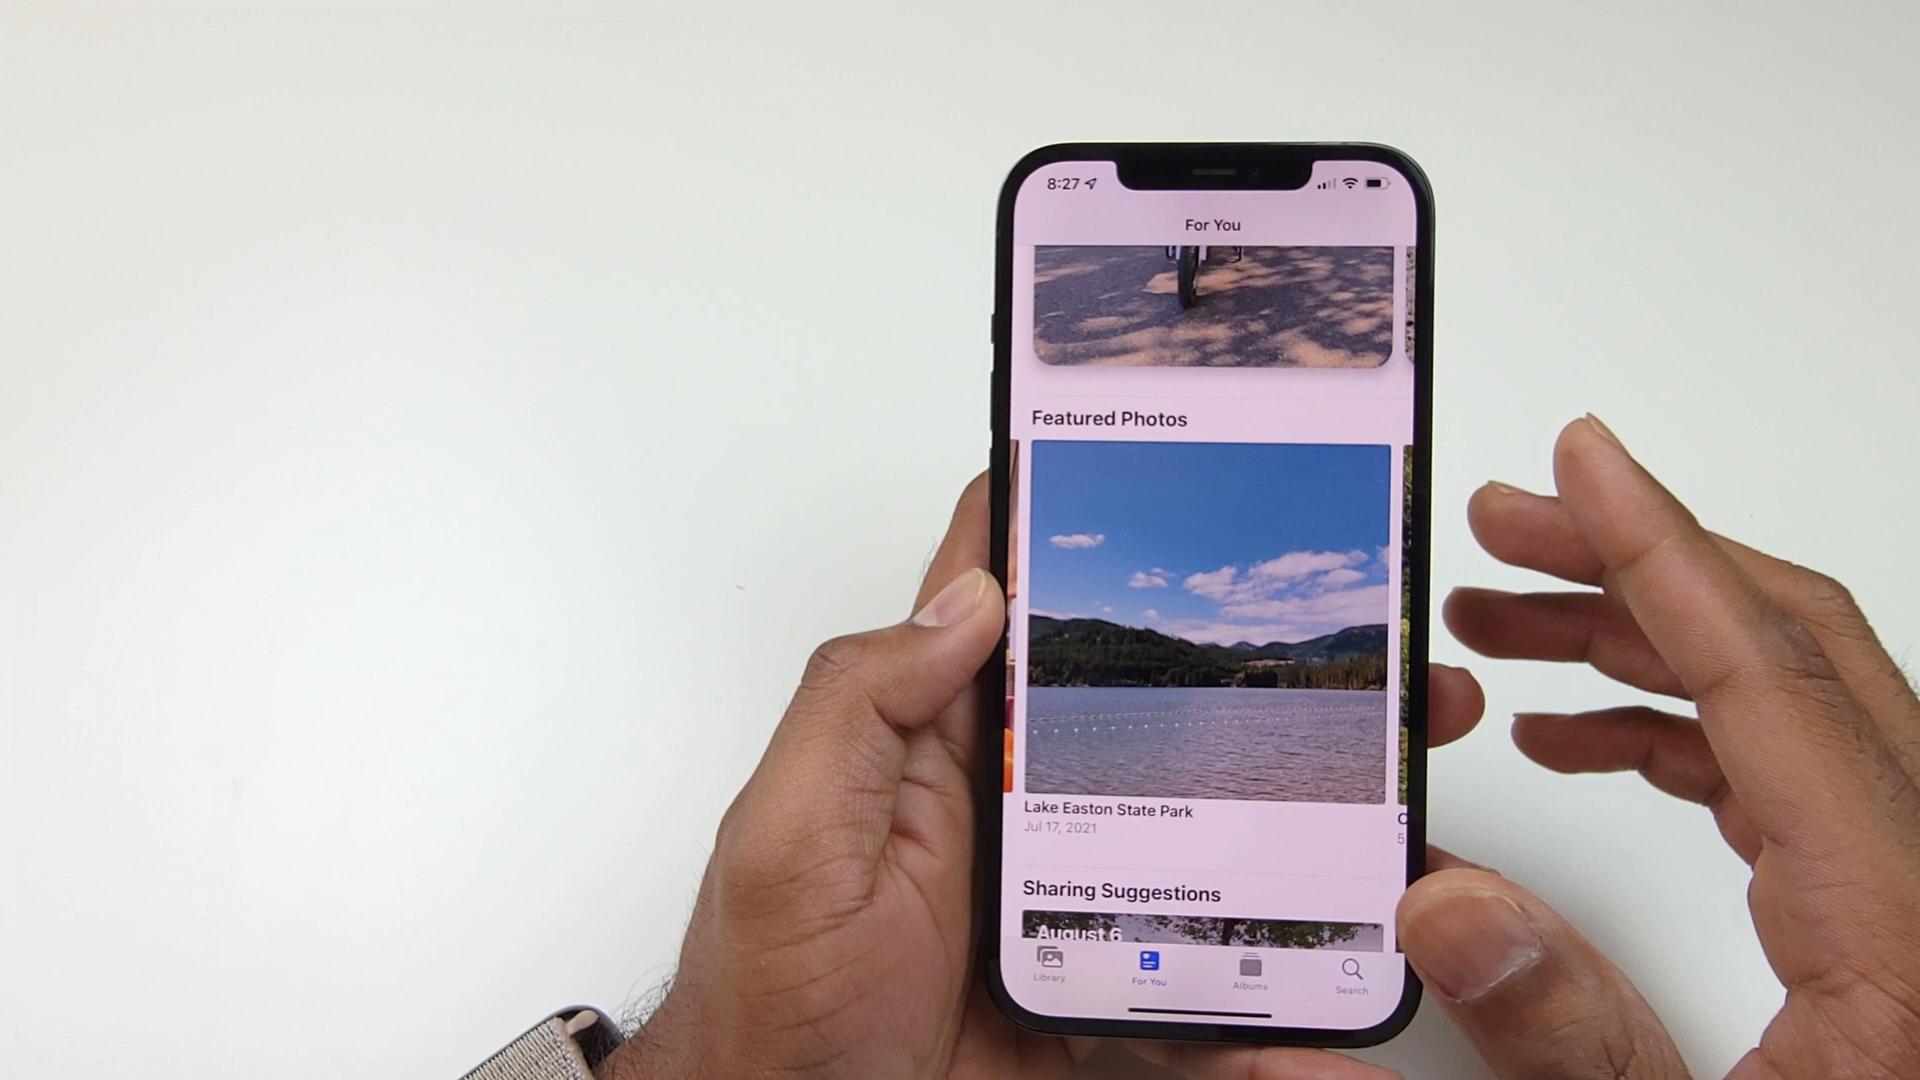 8:27
For You
Featured Photos
Lake Easton State Park
Jul 17, 2021
C
5
Sharing Suggestions
August 6
Library
For You
Albums
Search